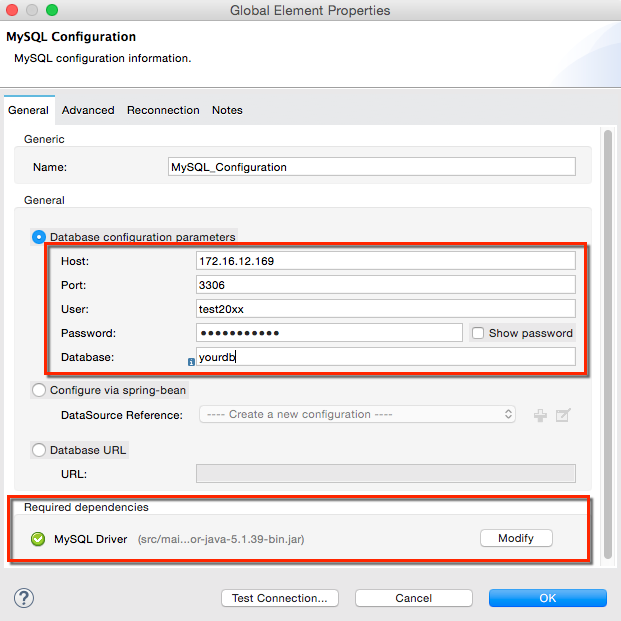 Global Element Properties
MySQL Configuration
MySQL configuration information.
General Advanced Reconnection Notes
Generic
Name: MySQL_Configuration
General
Database configuration parameters
Host: 172.16.12.169
Port: 3306
User: test20xx
Password: ●●●●●●●●●●● Show password
Database: yourdb
Configure via spring-bean
DataSource Reference: ---- Create a new configuration ----
Database URL
URL:
Required dependencies
MySQL Driver (src/mai...or-java-5.1.39-bin.jar) Modify
? Test Connection... Cancel OK